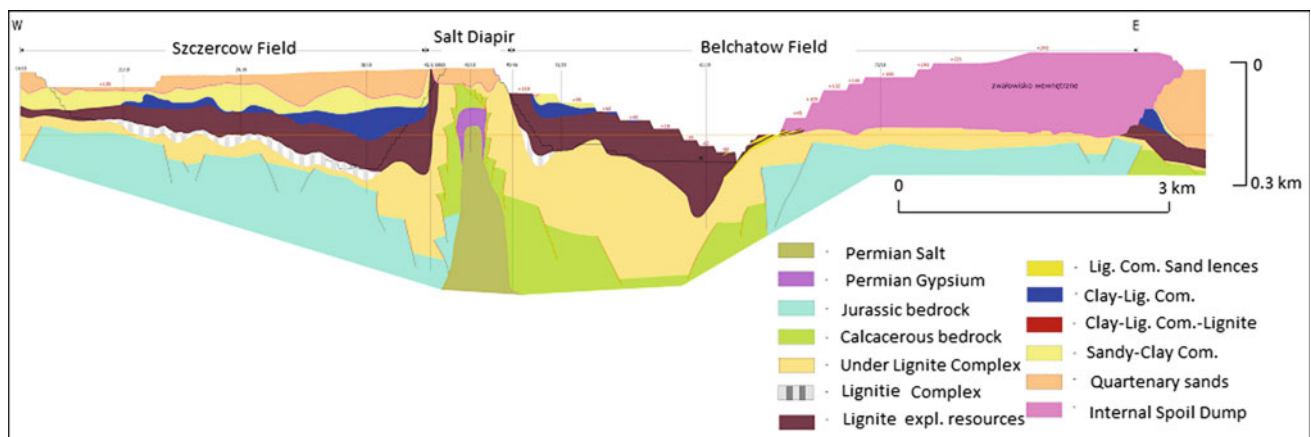 W
E
Szczercow Field
Salt Diapir
Belchatow Field
0
0.3 km
zwałowisko wewnętrzne
0
3 km
Permian Salt
Permian Gypsium
Jurassic bedrock
Calcacerous bedrock
Under Lignite Complex
Lignitie Complex
Lignite expl. resources
Lig. Com. Sand lences
Clay-Lig. Com.
Clay-Lig. Com.-Lignite
Sandy-Clay Com.
Quartenary sands
Internal Spoil Dump